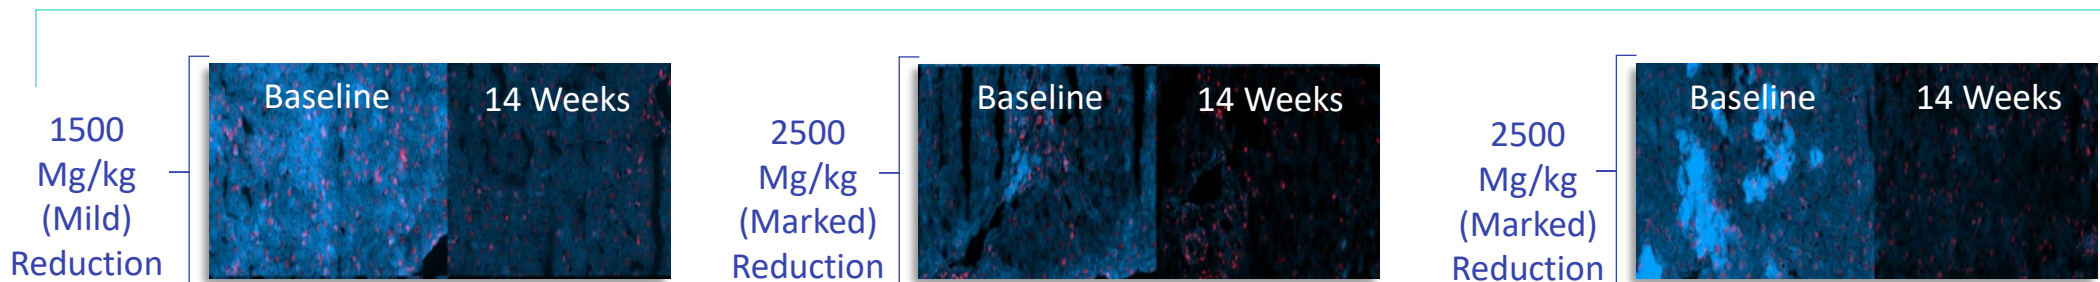 1500
Mg/kg
(Mild)
Reduction
Baseline
14 Weeks
2500
Mg/kg
(Marked)
Reduction
Baseline
14 Weeks
2500
Mg/kg
(Marked)
Reduction
Baseline
14 Weeks